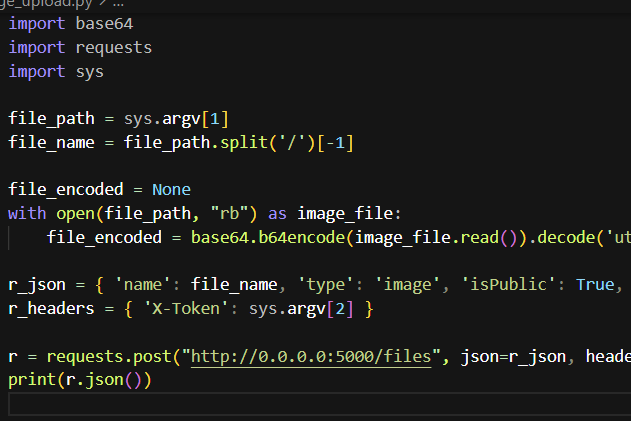 ge_upload.py > ...
import base64
import requests
import sys
file_path = sys.argv[1]
file_name = file_path.split('/')[-1]
file_encoded = None
with open(file_path, "rb") as image_file:
file_encoded = base64.b64encode(image_file.read()).decode('ut
r_json = { 'name': file_name, 'type': 'image', 'isPublic': True,
r_headers = { 'X-Token': sys.argv[2] }
r = requests.post("http://0.0.0.0:5000/files", json=r_json, heade
print(r.json())